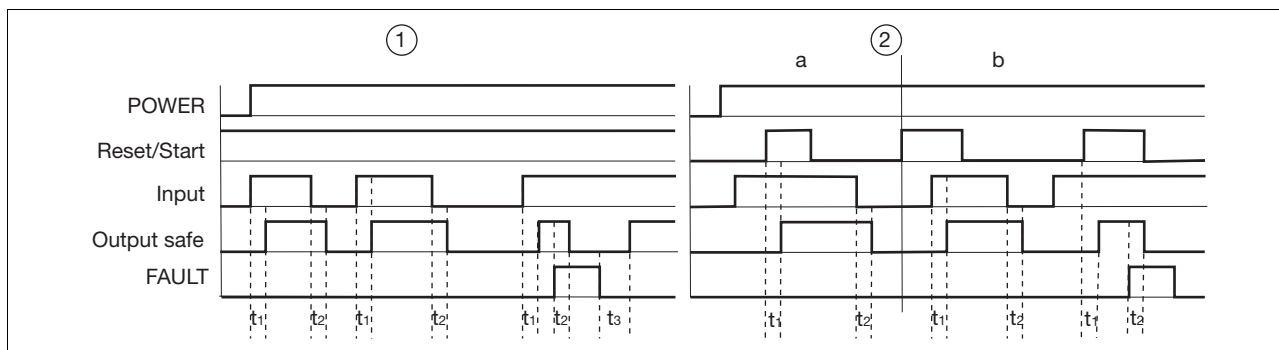 ① ②
a b
POWER
Reset/Start
Input
Output safe
FAULT
t1 t2 t1 t2 t1 t2 t3 t1 t2 t1 t2 t1 t2